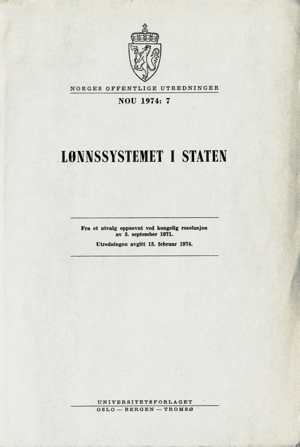 NORGES OFFENTLIGE UTREDNINGER
NOU 1974: 7
LØNNSSYSTEMET I STATEN
Fra et utvalg oppnevnt ved kongelig resolusjon
av 3. september 1971.
Utredningen avgitt 13. februar 1974.
UNIVERSITETSFORLAGET
OSLO — BERGEN — TROMSØ